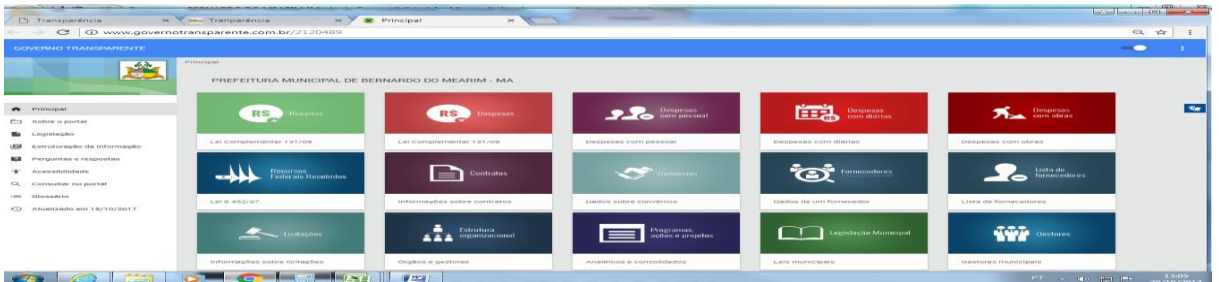 Transparência
Tranparência
Principal
www.governotransparente.com.br/2120489
GOVERNO TRANSPARENTE
Principal
PREFEITURA MUNICIPAL DE BERNARDO DO MEARIM - MA
Principal
Sobre o portal
Legislação
Estruturação da informação
Perguntas e respostas
Acessibilidade
Consultar no portal
Glossário
Atualizado em 18/10/2017
R$ Receitas
Lei Complementar 131/09
R$ Despesas
Lei Complementar 131/09
Despesas
com pessoal
Despesas com pessoal
R$ Despesas
com diárias
Despesas com diárias
Despesas
com obras
Despesas com obras
Recursos
Federais Recebidos
Lei 9.452/97
Contratos
Informações sobre contratos
Convênios
Dados sobre convênios
Fornecedores
Dados de um fornecedor
Lista de
fornecedores
Lista de fornecedores
Licitações
Informações sobre licitações
Estrutura
organizacional
Orgãos e gestores
Programas,
ações e projetos
Analíticos e consolidados
Legislação Municipal
Leis municipais
Gestores
Gestores municipais
PT
13:05